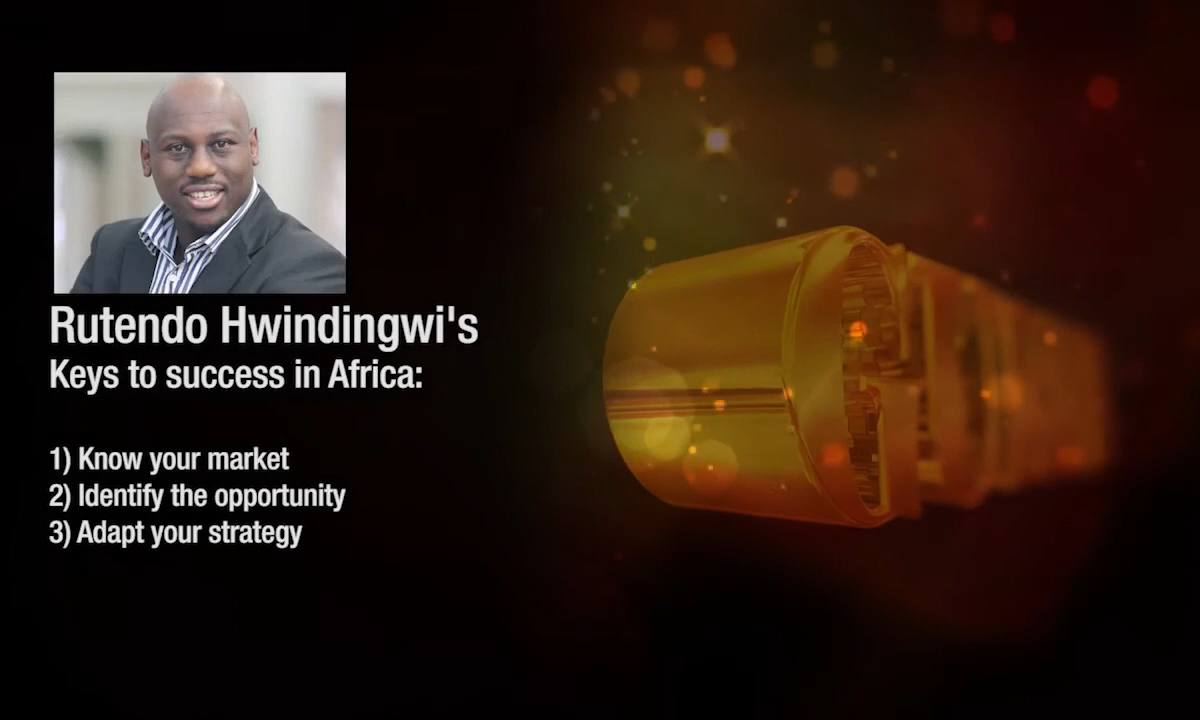 Rutendo Hwindingwi's
Keys to success in Africa:
1) Know your market
2) Identify the opportunity
3) Adapt your strategy